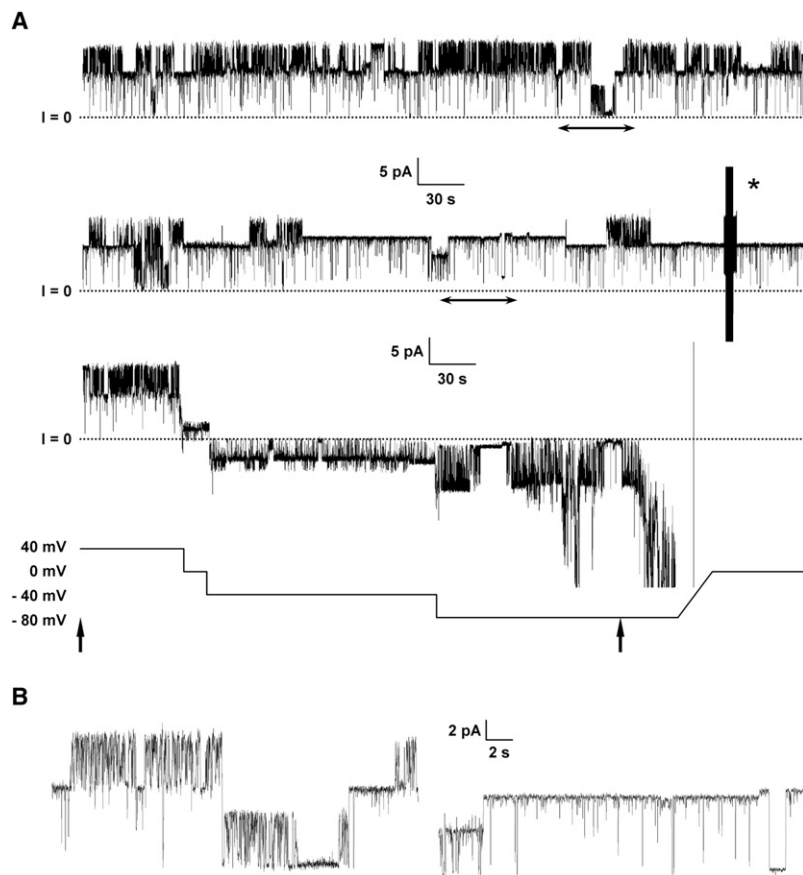 A
I = 0
5 pA
30 s
*
I = 0
5 pA
30 s
I = 0
40 mV
0 mV
- 40 mV
- 80 mV
B
2 pA
2 s